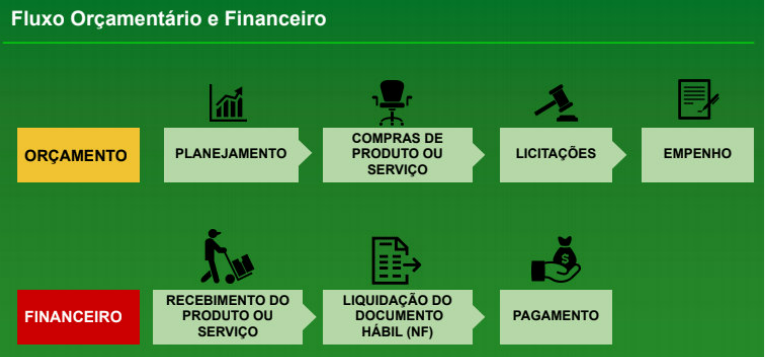 Fluxo Orçamentário e Financeiro
ORÇAMENTO
PLANEJAMENTO
COMPRAS DE
PRODUTO OU
SERVIÇO
LICITAÇÕES
EMPENHO
FINANCEIRO
RECEBIMENTO DO
PRODUTO OU
SERVIÇO
LIQUIDAÇÃO DO
DOCUMENTO
HÁBIL (NF)
$
PAGAMENTO